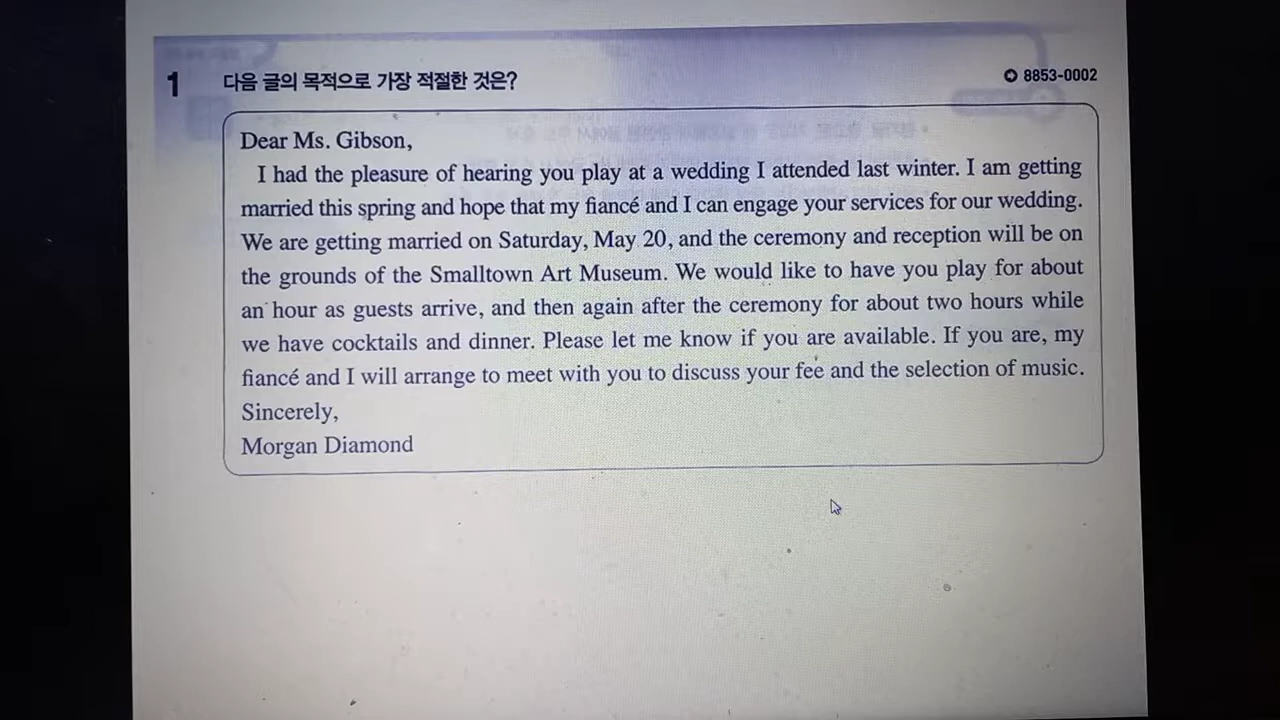 1 다음 글의 목적으로 가장 적절한 것은? 8853-0002
Dear Ms. Gibson,
I had the pleasure of hearing you play at a wedding I attended last winter. I am getting
married this spring and hope that my fiancé and I can engage your services for our wedding.
We are getting married on Saturday, May 20, and the ceremony and reception will be on
the grounds of the Smalltown Art Museum. We would like to have you play for about
an hour as guests arrive, and then again after the ceremony for about two hours while
we have cocktails and dinner. Please let me know if you are available. If you are, my
fiancé and I will arrange to meet with you to discuss your fee and the selection of music.
Sincerely,
Morgan Diamond